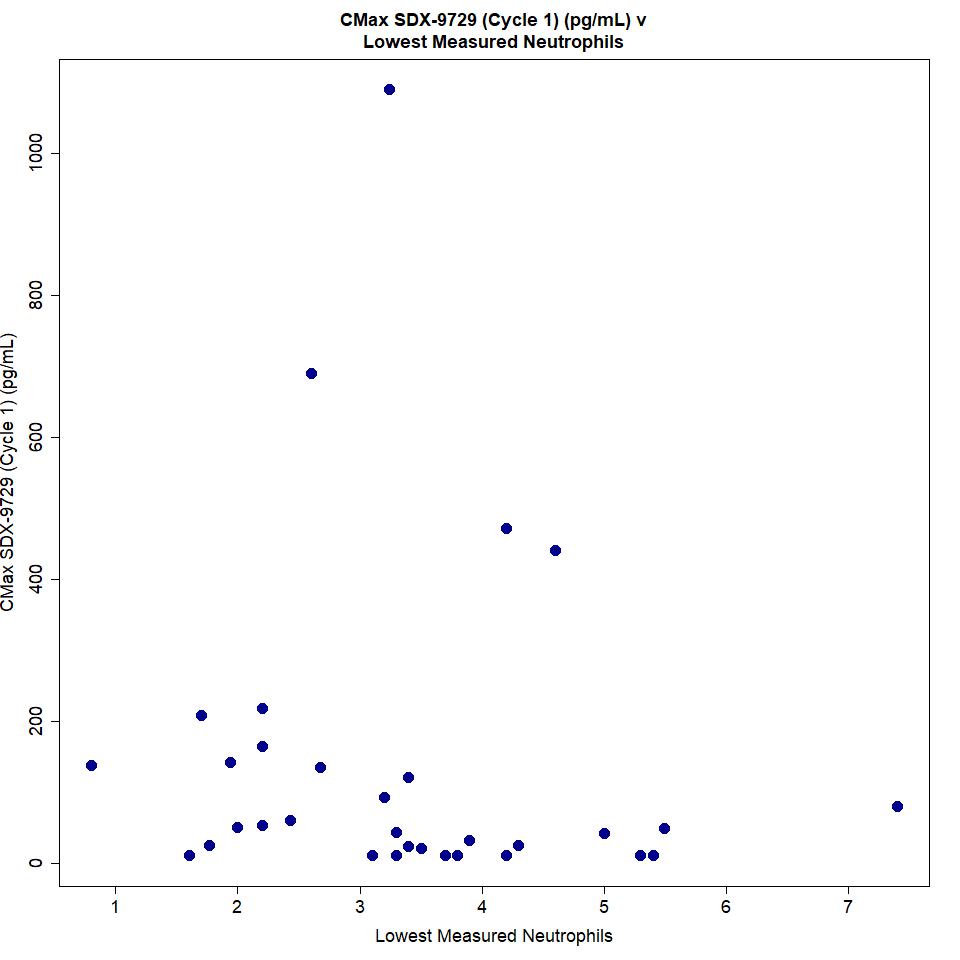 CMax SDX-9729 (Cycle 1) (pg/mL) v
Lowest Measured Neutrophils
CMax SDX-9729 (Cycle 1) (pg/mL)
1000
800
600
400
200
0
1 2 3 4 5 6 7
Lowest Measured Neutrophils